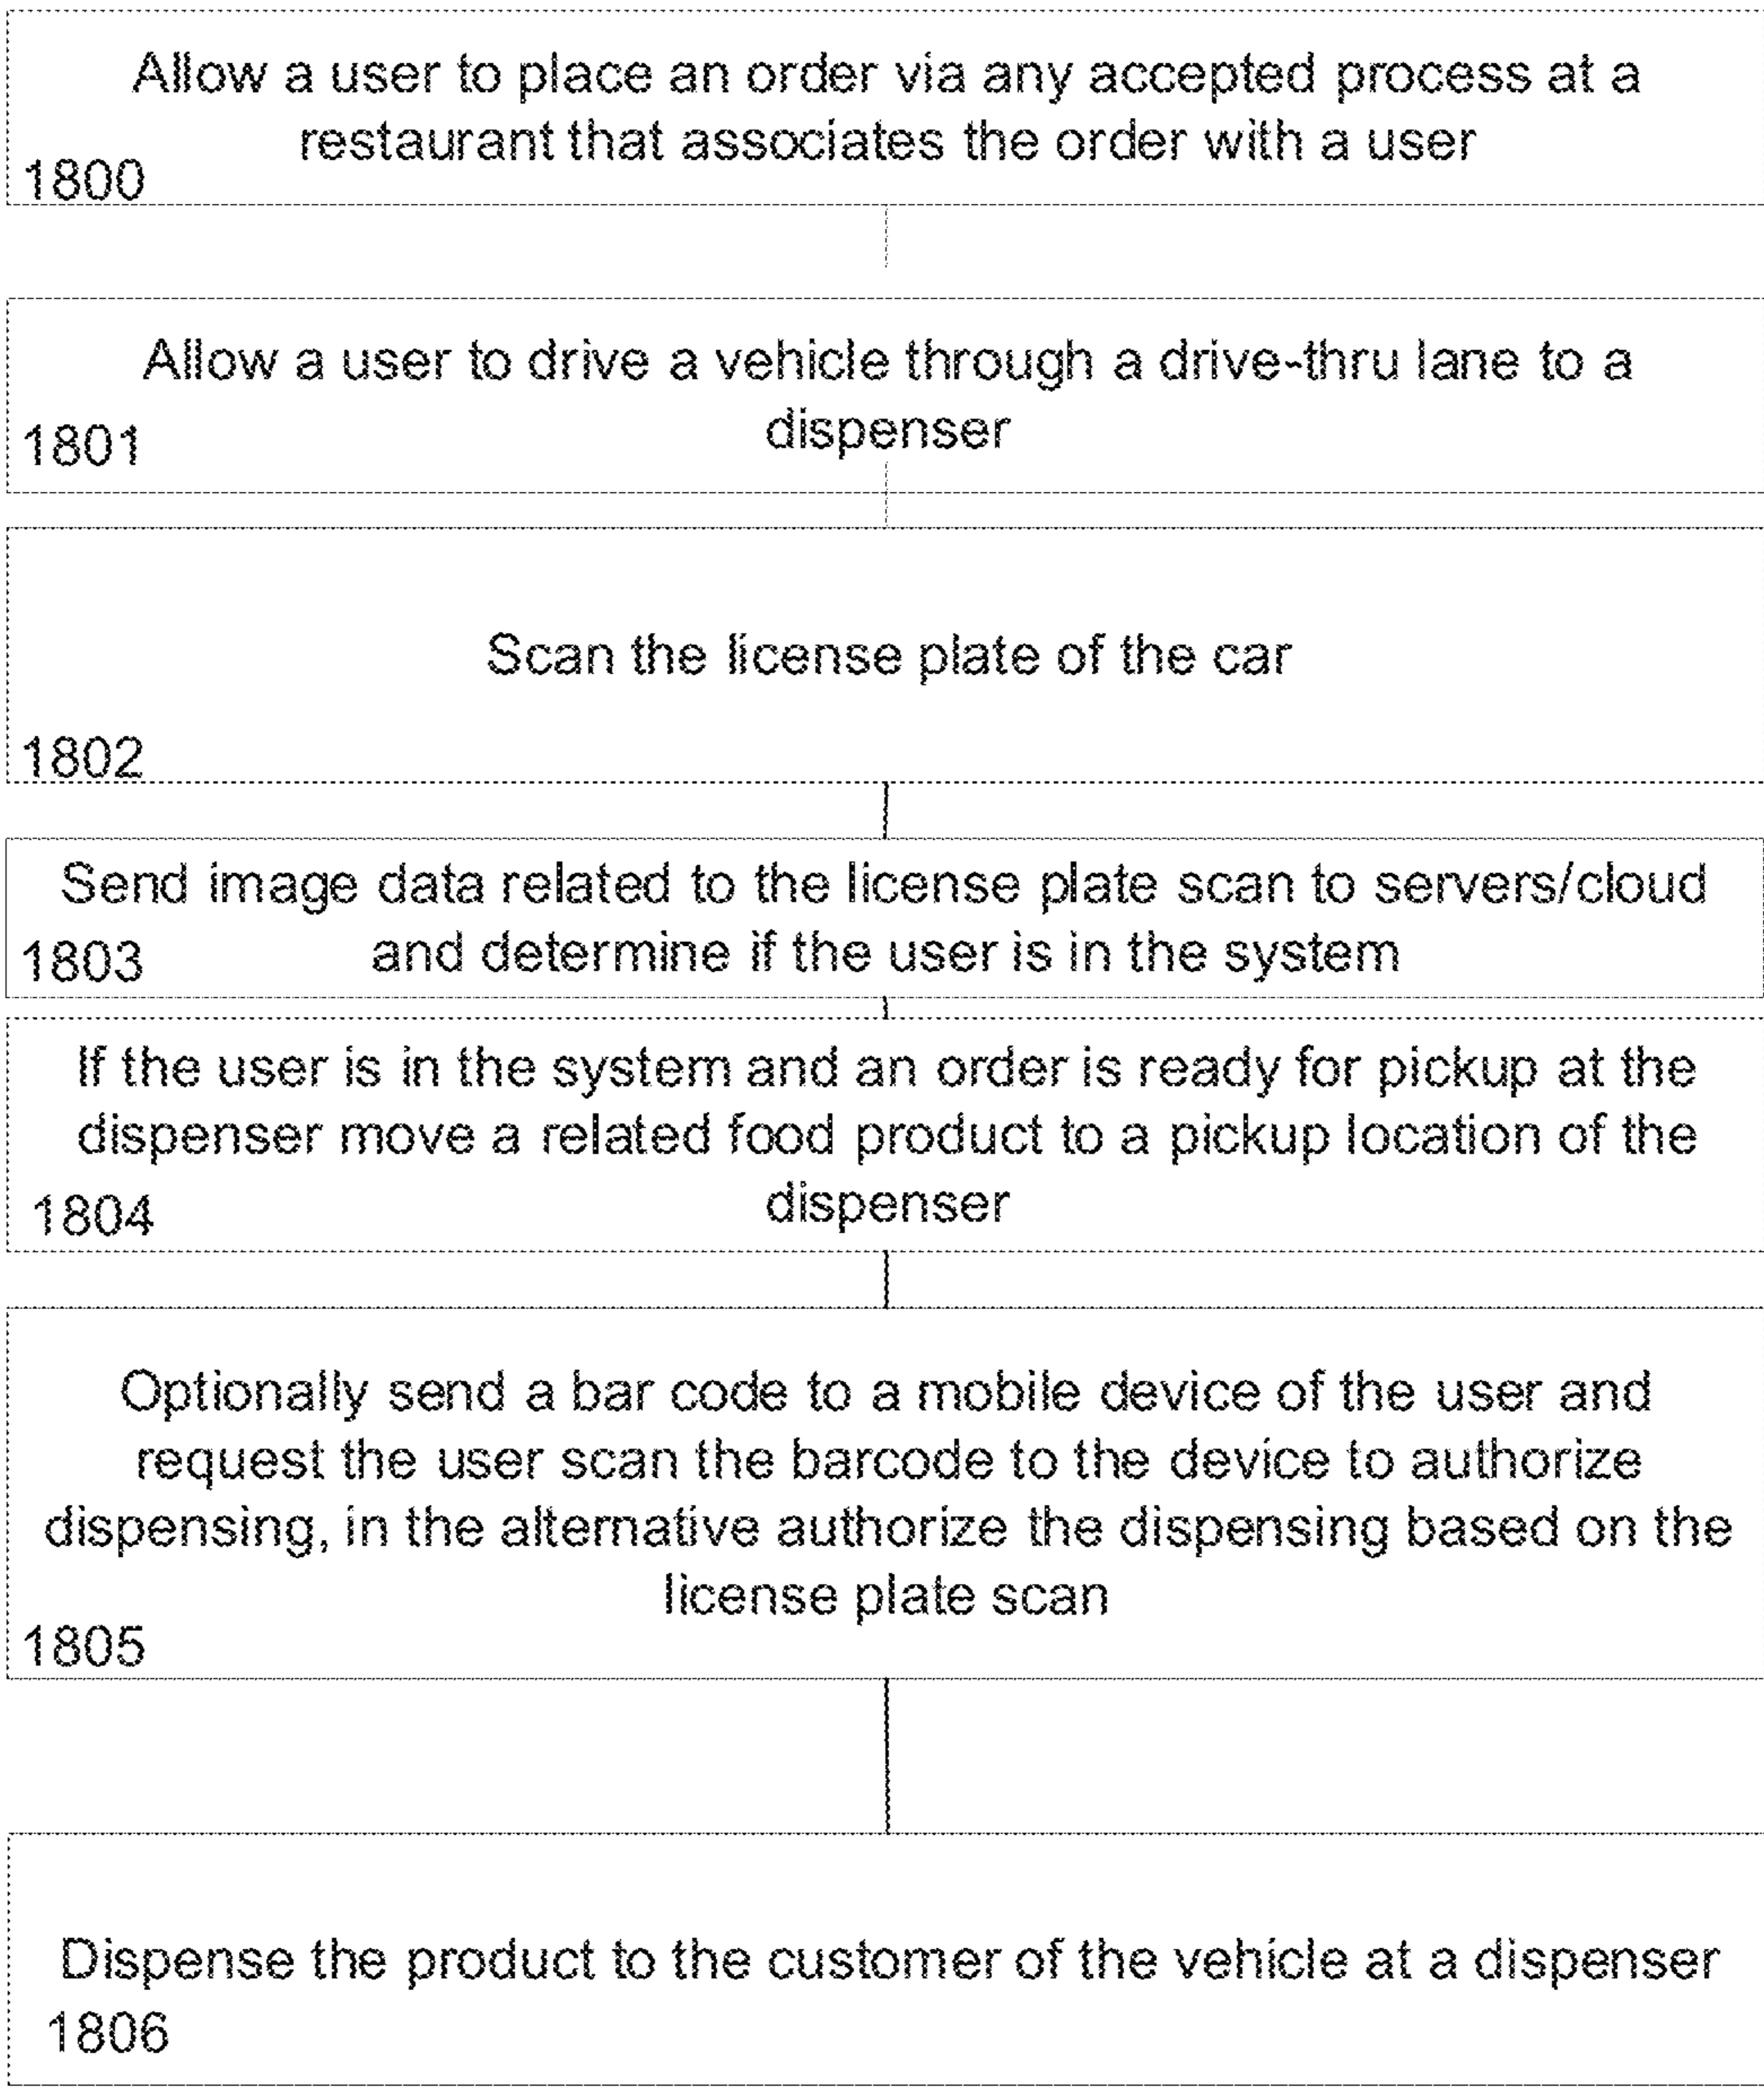 Allow a user to place an order via any accepted process at a
restaurant that associates the order with a user
1800
Allow a user to drive a vehicle through a drive-thru lane to a
dispenser
1801
Scan the license plate of the car
1802
Send image data related to the license plate scan to servers/cloud
and determine if the user is in the system
1803
If the user is in the system and an order is ready for pickup at the
dispenser move a related food product to a pickup location of the
dispenser
1804
Optionally send a bar code to a mobile device of the user and
request the user scan the barcode to the device to authorize
dispensing, in the alternative authorize the dispensing based on the
license plate scan
1805
Dispense the product to the customer of the vehicle at a dispenser
1806